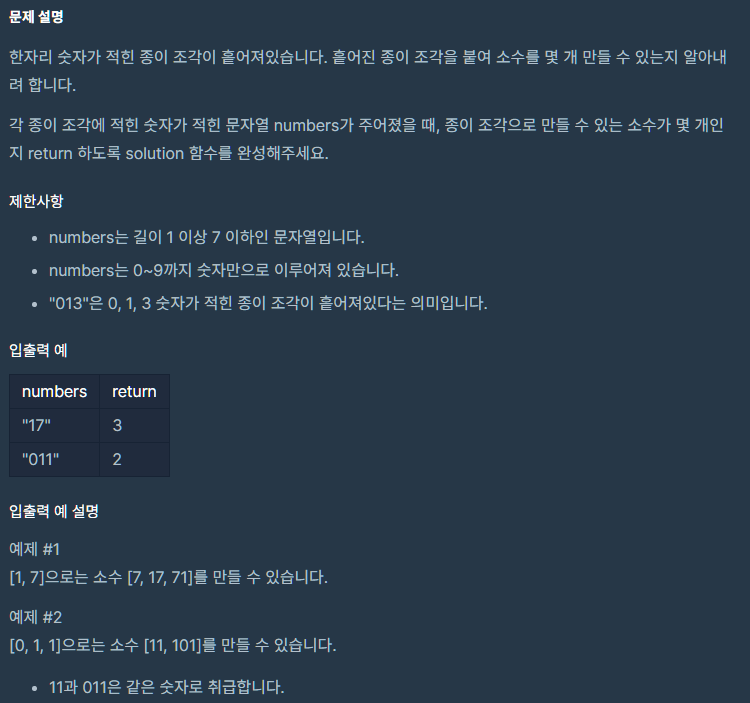 문제 설명
한자리 숫자가 적힌 종이 조각이 흩어져있습니다. 흩어진 종이 조각을 붙여 소수를 몇 개 만들 수 있는지 알아내
려 합니다.
각 종이 조각에 적힌 숫자가 적힌 문자열 numbers가 주어졌을 때, 종이 조각으로 만들 수 있는 소수가 몇 개인
지 return 하도록 solution 함수를 완성해주세요.
제한사항
• numbers는 길이 1 이상 7 이하인 문자열입니다.
• numbers는 0~9까지 숫자만으로 이루어져 있습니다.
• "013"은 0, 1, 3 숫자가 적힌 종이 조각이 흩어져있다는 의미입니다.
입출력 예
numbers return
"17" 3
"011" 2
입출력 예 설명
예제 #1
[1, 7]으로는 소수 [7, 17, 71]를 만들 수 있습니다.
예제 #2
[0, 1, 1]으로는 소수 [11, 101]를 만들 수 있습니다.
• 11과 011은 같은 숫자로 취급합니다.